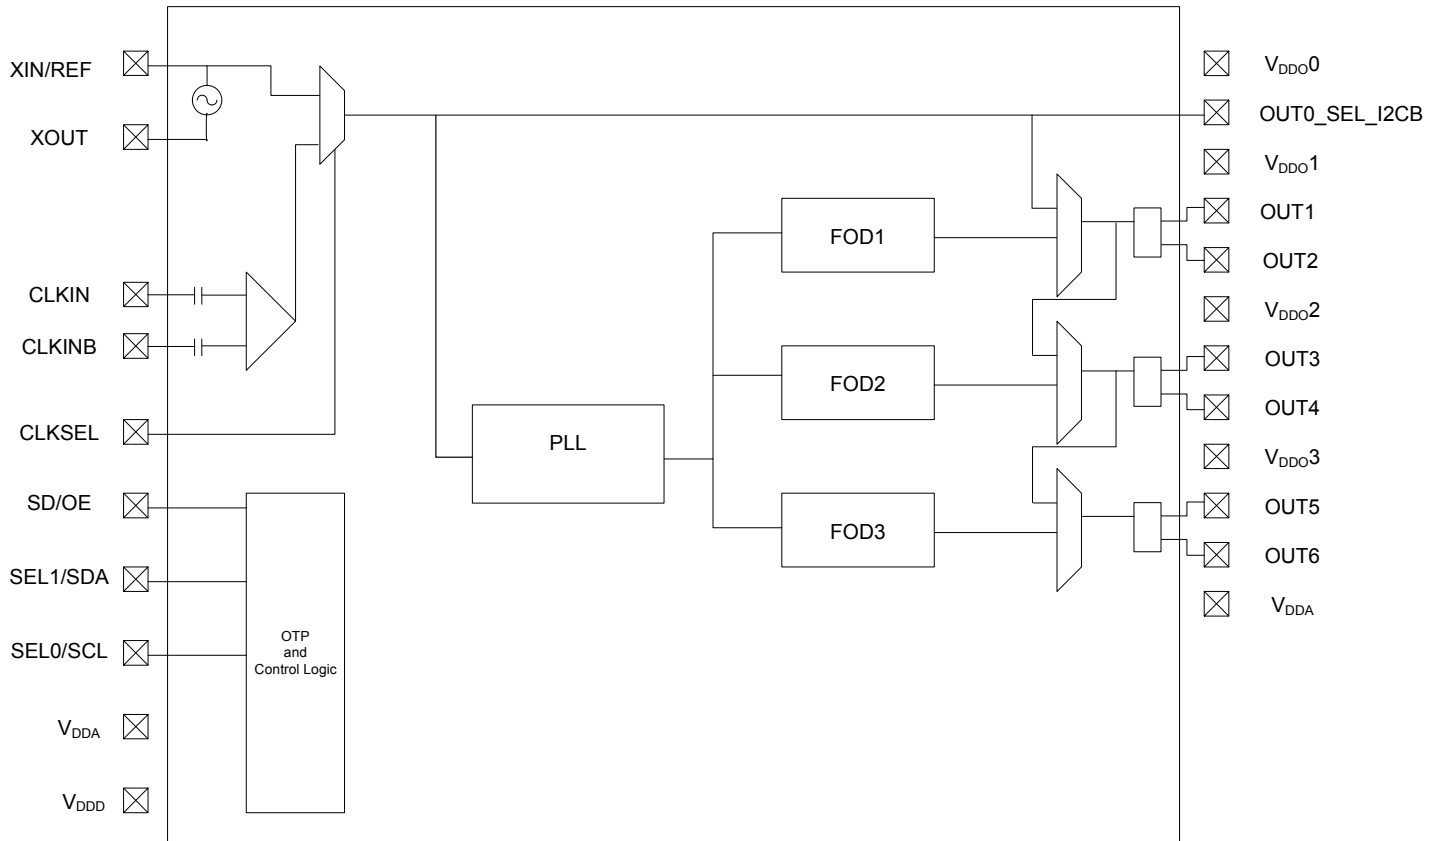 XIN/REF
XOUT
CLKIN
CLKINB
CLKSEL
SD/OE
SEL1/SDA
SEL0/SCL
VDDA
VDDD
OTP
and
Control Logic
PLL
FOD1
FOD2
FOD3
VDDO0
OUT0_SEL_I2CB
VDDO1
OUT1
OUT2
VDDO2
OUT3
OUT4
VDDO3
OUT5
OUT6
VDDA